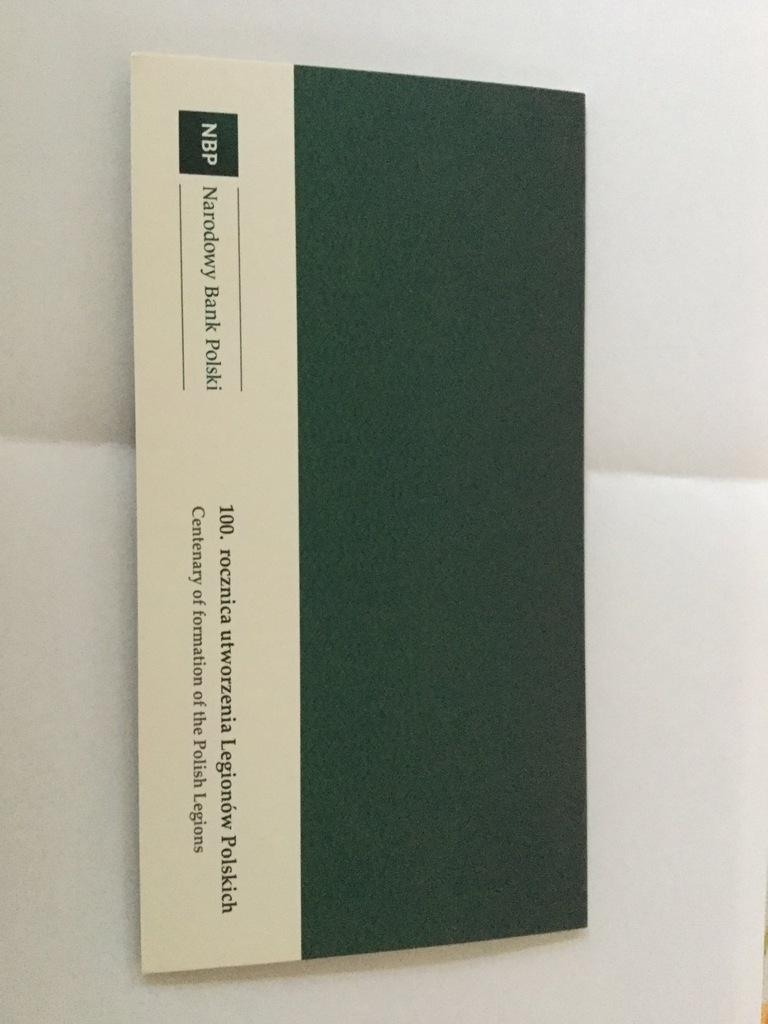 NBP
Narodowy Bank Polski
100. rocznica utworzenia Legionów Polskich
Centenary of formation of the Polish Legions